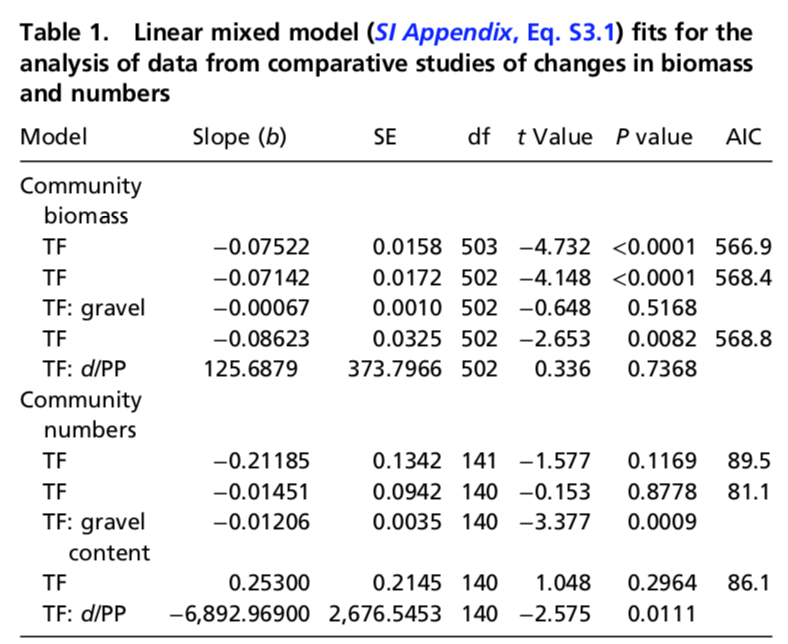 Table 1. Linear mixed model (SI Appendix, Eq. S3.1) fits for the
analysis of data from comparative studies of changes in biomass
and numbers
Model Slope (b) SE df t Value P value AIC
Community
biomass
TF −0.07522 0.0158 503 −4.732 <0.0001 566.9
TF −0.07142 0.0172 502 −4.148 <0.0001 568.4
TF: gravel −0.00067 0.0010 502 −0.648 0.5168
TF −0.08623 0.0325 502 −2.653 0.0082 568.8
TF: d/PP 125.6879 373.7966 502 0.336 0.7368
Community
numbers
TF −0.21185 0.1342 141 −1.577 0.1169 89.5
TF −0.01451 0.0942 140 −0.153 0.8778 81.1
TF: gravel −0.01206 0.0035 140 −3.377 0.0009
content
TF 0.25300 0.2145 140 1.048 0.2964 86.1
TF: d/PP −6,892.96900 2,676.5453 140 −2.575 0.0111